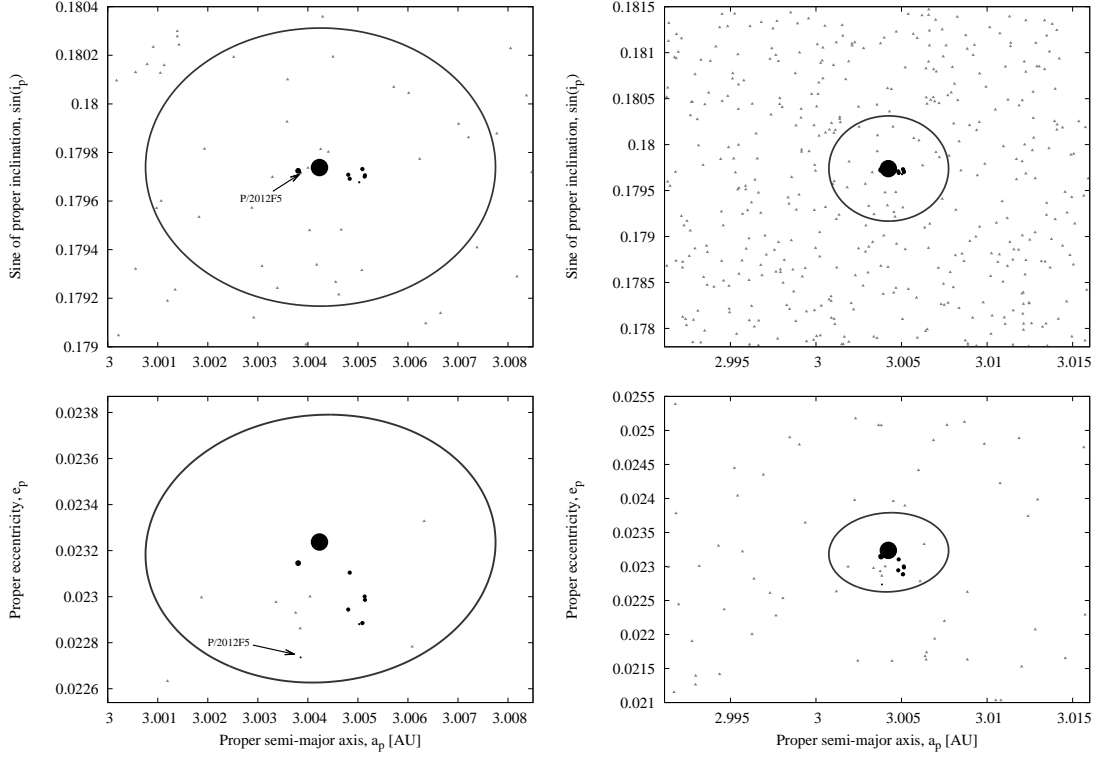 0.1804
0.1802
0.18
0.1798
0.1796
0.1794
0.1792
0.179
Sine of proper inclination, sin(i_p)
P/2012F5
3 3.001 3.002 3.003 3.004 3.005 3.006 3.007 3.008
0.1815
0.181
0.1805
0.18
0.1795
0.179
0.1785
0.178
Sine of proper inclination, sin(i_p)
2.995 3 3.005 3.01 3.015
0.0238
0.0236
0.0234
0.0232
0.023
0.0228
0.0226
Proper eccentricity, e_p
P/2012F5
3 3.001 3.002 3.003 3.004 3.005 3.006 3.007 3.008
Proper semi-major axis, a_p [AU]
0.0255
0.025
0.0245
0.024
0.0235
0.023
0.0225
0.022
0.0215
0.021
Proper eccentricity, e_p
2.995 3 3.005 3.01 3.015
Proper semi-major axis, a_p [AU]